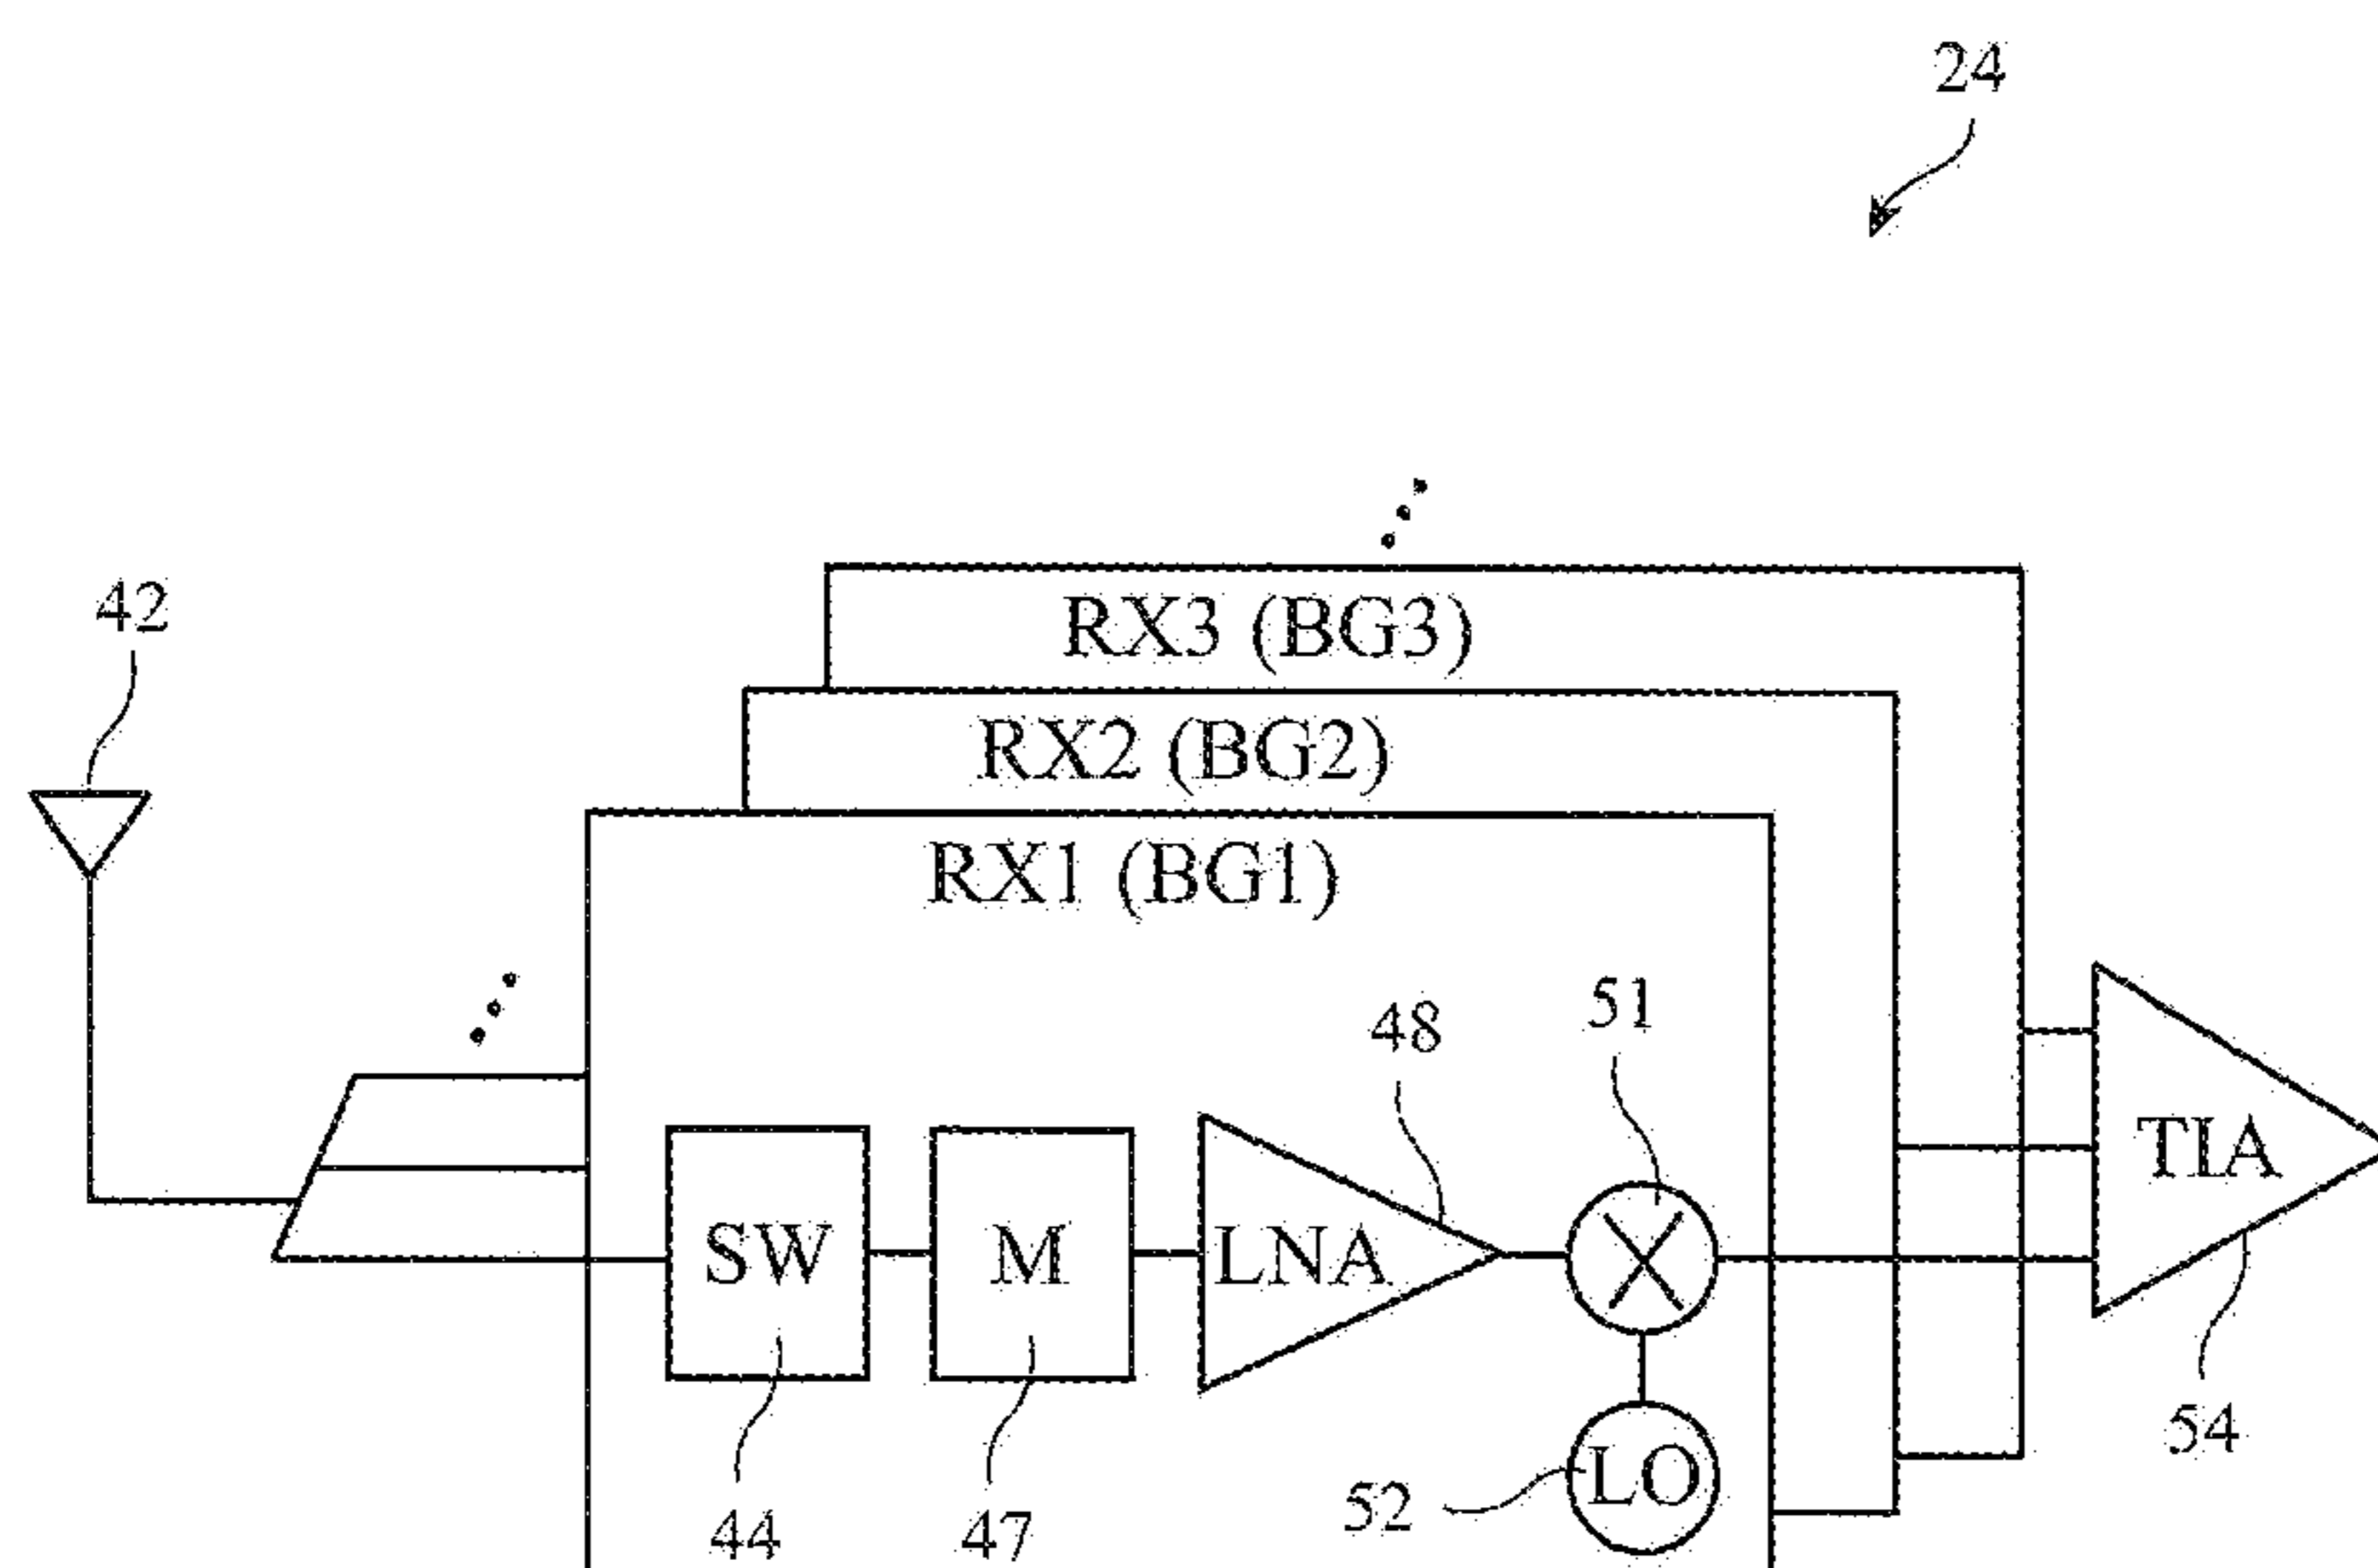 24
42
RX3 (BG3)
RX2 (BG2)
RX1 (BG1)
48
51
SW
M
LNA
TIA
LO
44
47
52
54